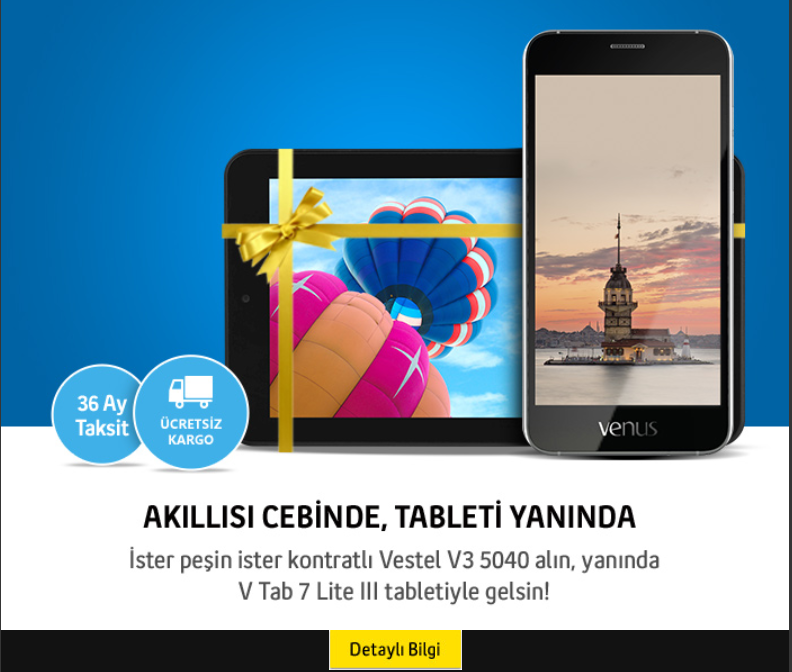 venus
36 Ay
Taksit
ÜCRETSİZ
KARGO
AKILLISI CEBİNDE, TABLETİ YANINDA
İster peşin ister kontratlı Vestel V3 5040 alın, yanında
V Tab 7 Lite III tabletiyle gelsin!
Detaylı Bilgi